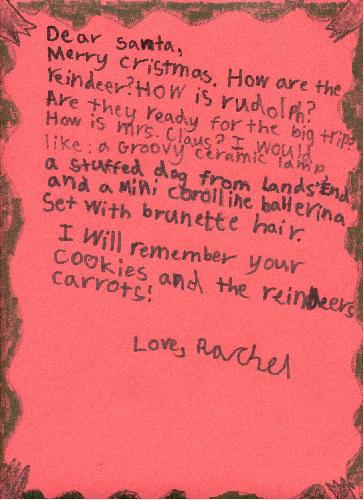 Dear Santa,
Merry Cristmas. How are the
reindeer? How is rudolph?
Are they ready for the big trip?
How is Mrs. Claus? I would
like: a Groovy ceramic lamp,
a stuffed dog from Lands' End,
and a Mini Corolline ballerina
Set with brunette hair.
I Will remember your
cookies and the reindeers
carrots!
Love, Rachel